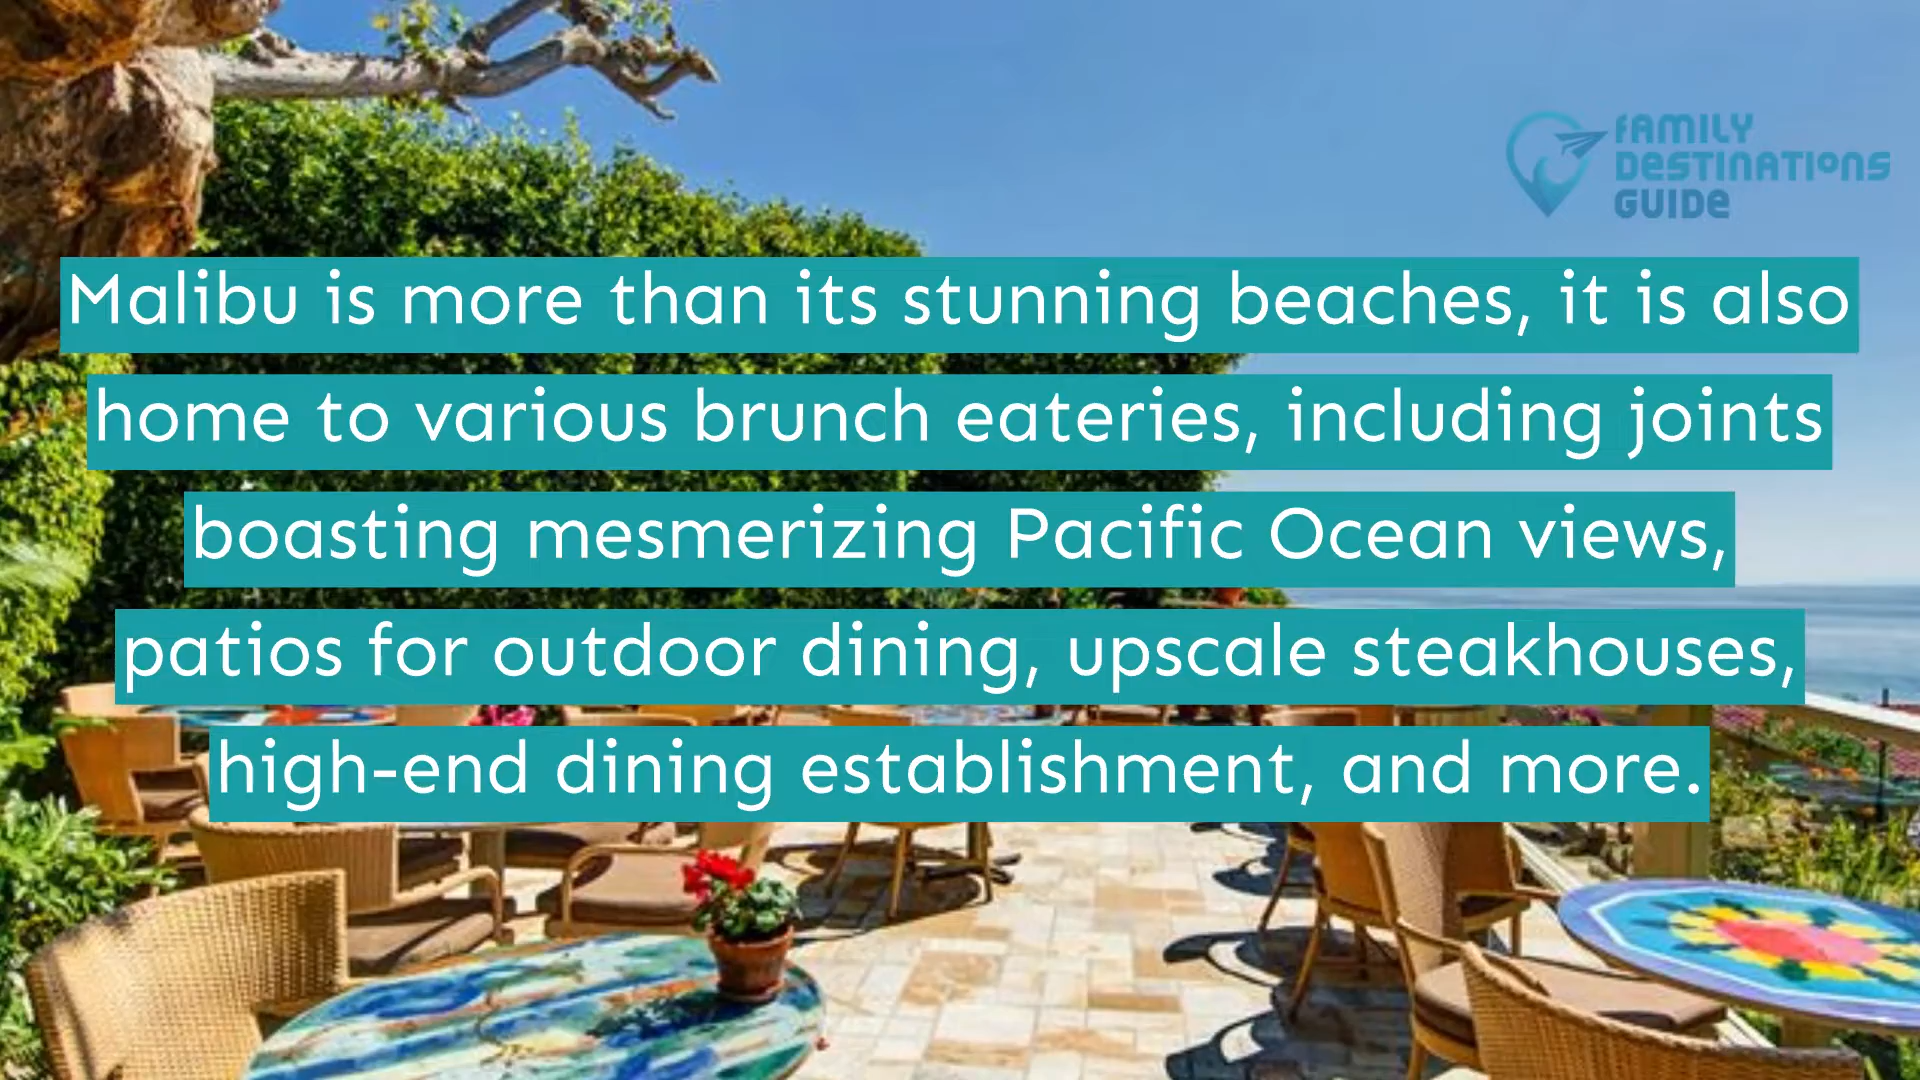 FAMILY
DESTINATIONS
GUIDE
Malibu is more than its stunning beaches, it is also
home to various brunch eateries, including joints
boasting mesmerizing Pacific Ocean views,
patios for outdoor dining, upscale steakhouses,
high-end dining establishment, and more.